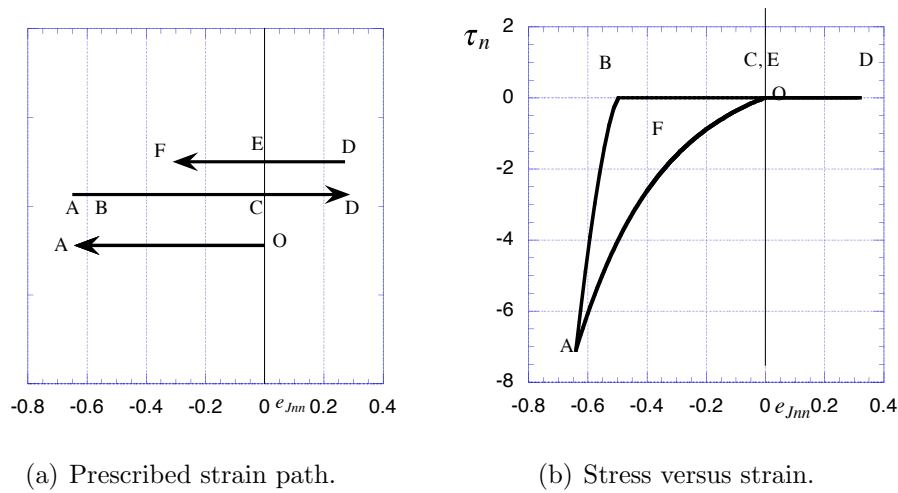 F E D
A B C D
A O
-0.8 -0.6 -0.4 -0.2 0 e_Jnn 0.2 0.4
(a) Prescribed strain path.
τn
2
0
-2
-4
-6
-8
B C, E D
O
F
A
-0.8 -0.6 -0.4 -0.2 0 e_Jnn 0.2 0.4
(b) Stress versus strain.